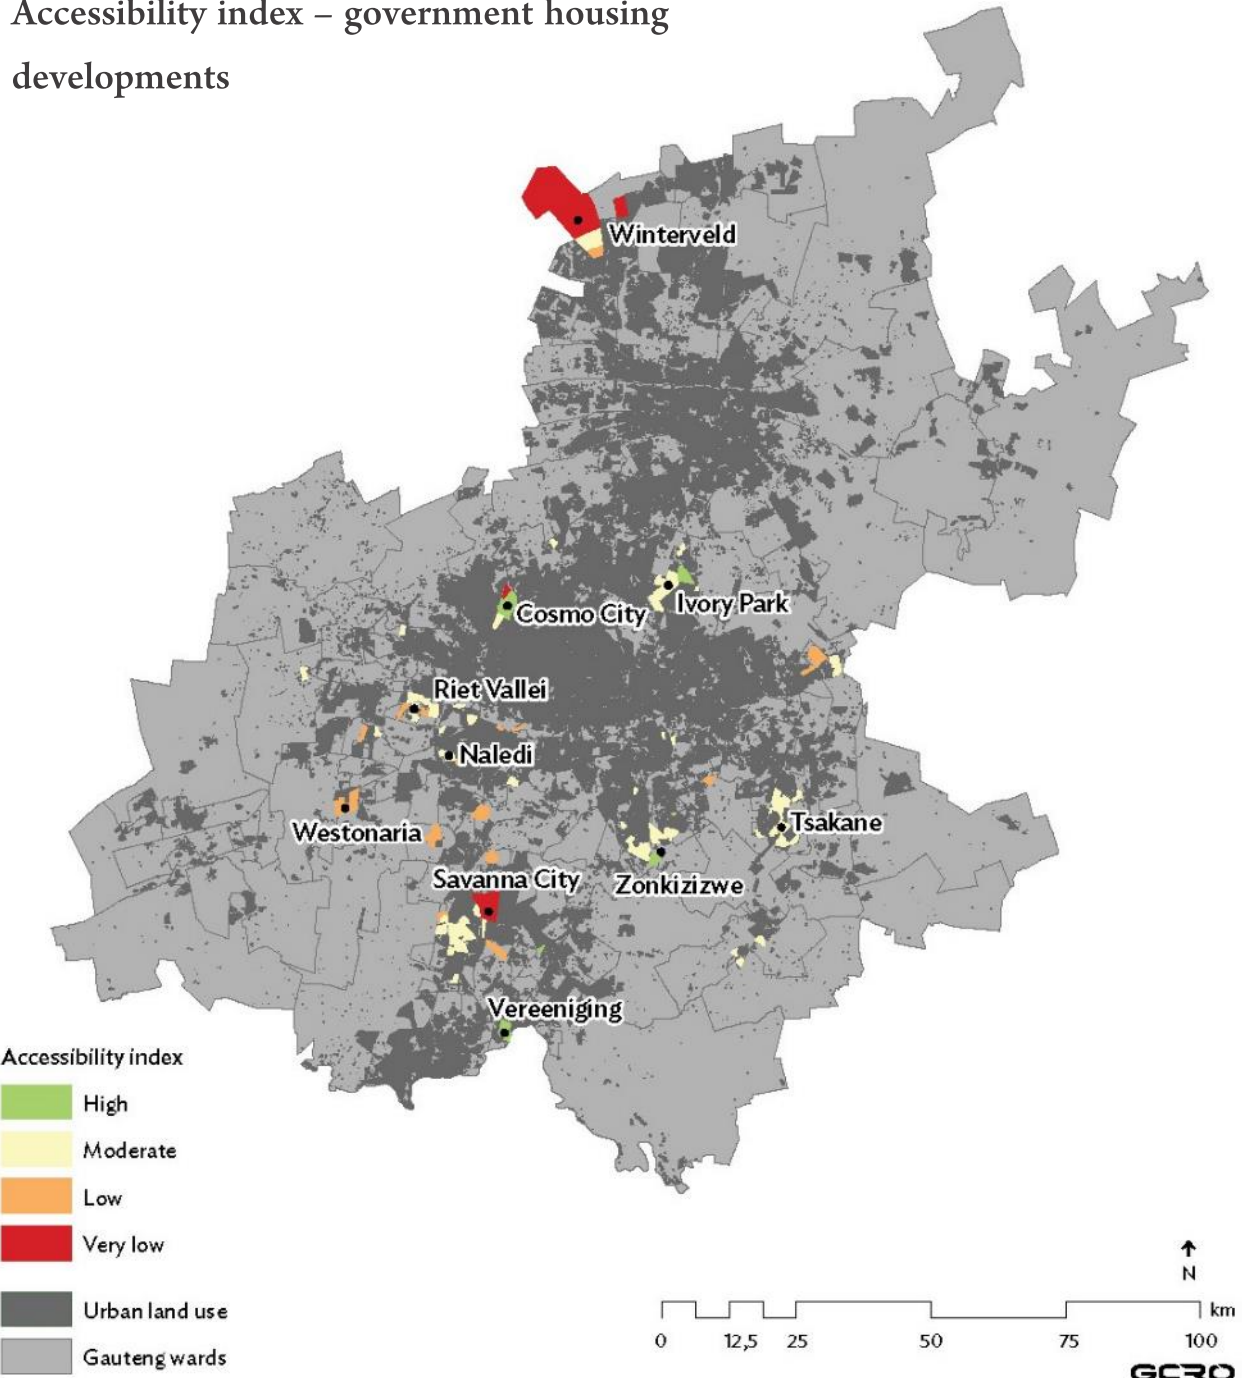 Accessibility index – government housing
developments
Winterveld
Ivory Park
Cosmo City
Riet Vallei
Naledi
Westonaria
Tsakane
Savanna City
Zonkizizwe
Vereeniging
Accessibility index
High
Moderate
Low
Very low
Urban land use
Gauteng wards
N
km
0 12,5 25 50 75 100
GCRO